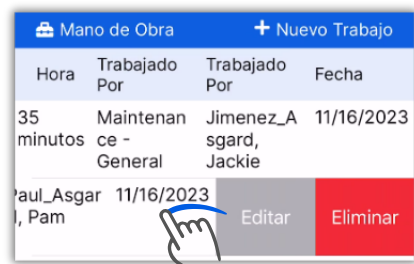 Mano de Obra + Nuevo Trabajo
Hora Trabajado Por Trabajado Por Fecha
35 minutos Maintenan ce - General Jimenez_A sgard, Jackie 11/16/2023
Paul_Asgar d, Pam 11/16/2023 Editar Eliminar